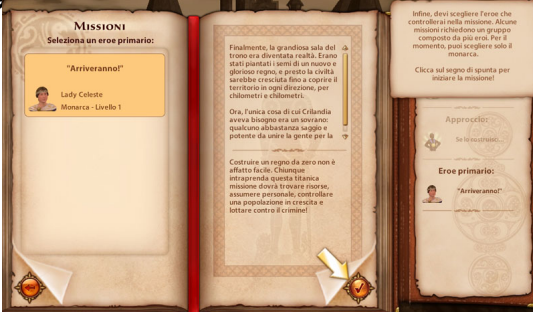 MISSIONI
Seleziona un eroe primario:
"Arriveranno!"
Lady Celeste
Monarca - Livello 1
Finalmente, la grandiosa sala del
trono era diventata realtà. Erano
stati piantati i semi di un nuovo e
glorioso regno, e presto la civiltà
sarebbe cresciuta fino a coprire il
territorio in ogni direzione, per
chilometri e chilometri.
Ora, l'unica cosa di cui Crilandia
aveva bisogno era un sovrano:
qualcuno abbastanza saggio e
potente da unire la gente per la
Costruire un regno da zero non è
affatto facile. Chiunque
intraprenda questa titanica
missione dovrà trovare risorse,
assumere personale, controllare
una popolazione in crescita e
lottare contro il crimine!
Infine, devi scegliere l'eroe che
controllerai nella missione. Alcune
missioni richiedono un gruppo
composto da più eroi. Per il
momento, puoi scegliere solo il
monarca.
Clicca sul segno di spunta per
iniziare la missione!
Approccio:
Eroe primario:
"Arriveranno!"